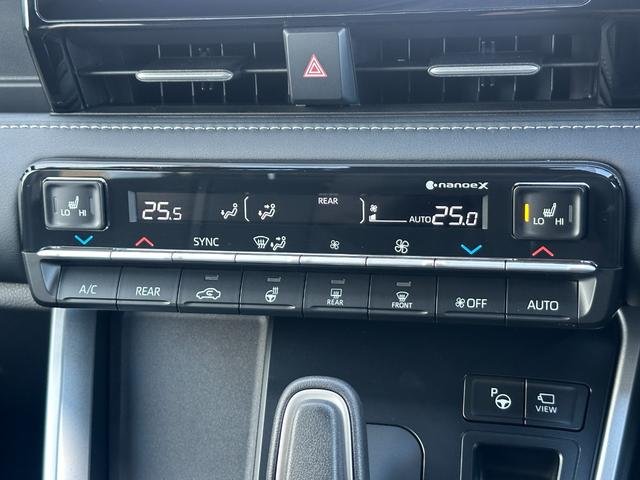 nanoeX
LO HI
25.5
REAR
AUTO 25.0
LO HI
SYNC
A/C
REAR
REAR
FRONT
OFF
AUTO
P
VIEW